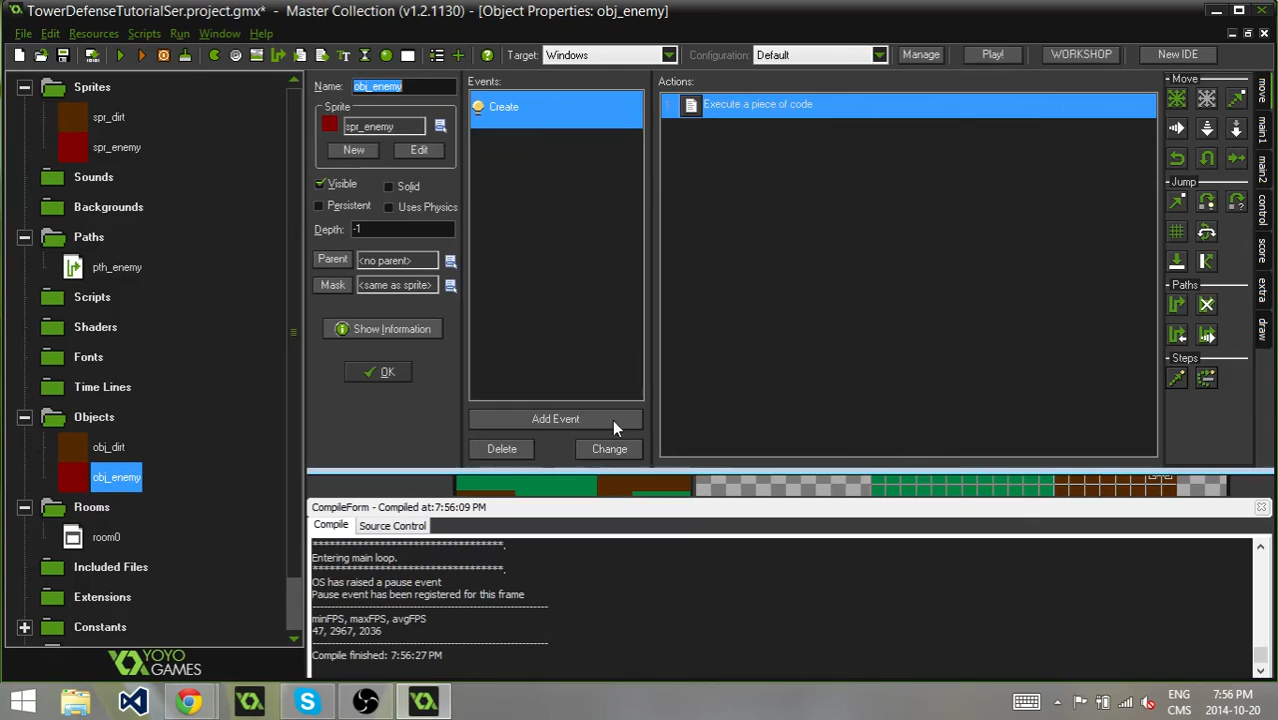 TowerDefenseTutorialSer.project.gmx* - Master Collection (v1.2.1130) - [Object Properties: obj_enemy]
File Edit Resources Scripts Run Window Help
Target: Windows Configuration: Default Manage Play! WORKSHOP New IDE
Sprites
spr_dirt
spr_enemy
Sounds
Backgrounds
Paths
pth_enemy
Scripts
Shaders
Fonts
Time Lines
Objects
obj_dirt
obj_enemy
Rooms
room0
Included Files
Extensions
Constants
YOYO
GAMES
Name: obj_enemy
Sprite
spr_enemy
New Edit
Visible Solid
Persistent Uses Physics
Depth: -1
Parent <no parent>
Mask <same as sprite>
Show Information
OK
Events:
Create
Add Event
Delete Change
Actions:
1 Execute a piece of code
Move
Jump
Paths
Steps
move
main1
main2
control
score
extra
draw
CompileForm - Compiled at:7:56:09 PM
Compile Source Control
***********************************************.
Entering main loop.
***********************************************.
OS has raised a pause event
Pause event has been registered for this frame
-----------------------------------------------------------
minFPS, maxFPS, avgFPS
47, 2967, 2036
-----------------------------------------------------------
Compile finished: 7:56:27 PM
ENG
CMS
7:56 PM
2014-10-20